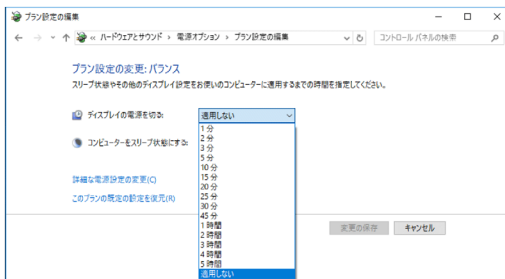 プラン設定の編集
« ハードウェアとサウンド › 電源オプション › プラン設定の編集
コントロール パネルの検索
プラン設定の変更: バランス
スリープ状態やその他のディスプレイ設定をお使いのコンピューターに適用するまでの時間を指定してください。
ディスプレイの電源を切る:
適用しない
コンピューターをスリープ状態にする:
1 分
2 分
3 分
5 分
10 分
15 分
20 分
25 分
30 分
45 分
1 時間
2 時間
3 時間
4 時間
5 時間
適用しない
詳細な電源設定の変更(C)
このプランの既定の設定を復元(R)
変更の保存
キャンセル